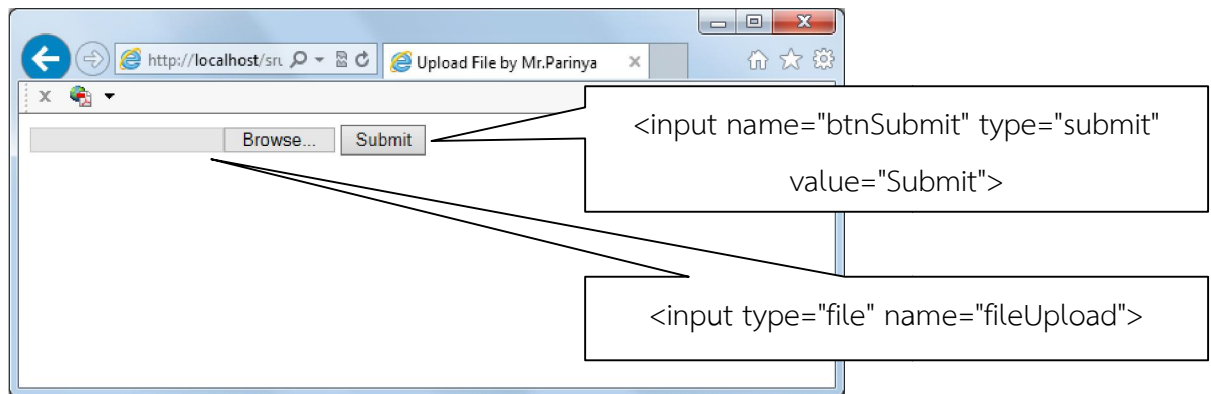 http://localhost/sru
Upload File by Mr.Parinya
Browse...
Submit
<input name="btnSubmit" type="submit"
value="Submit">
<input type="file" name="fileUpload">